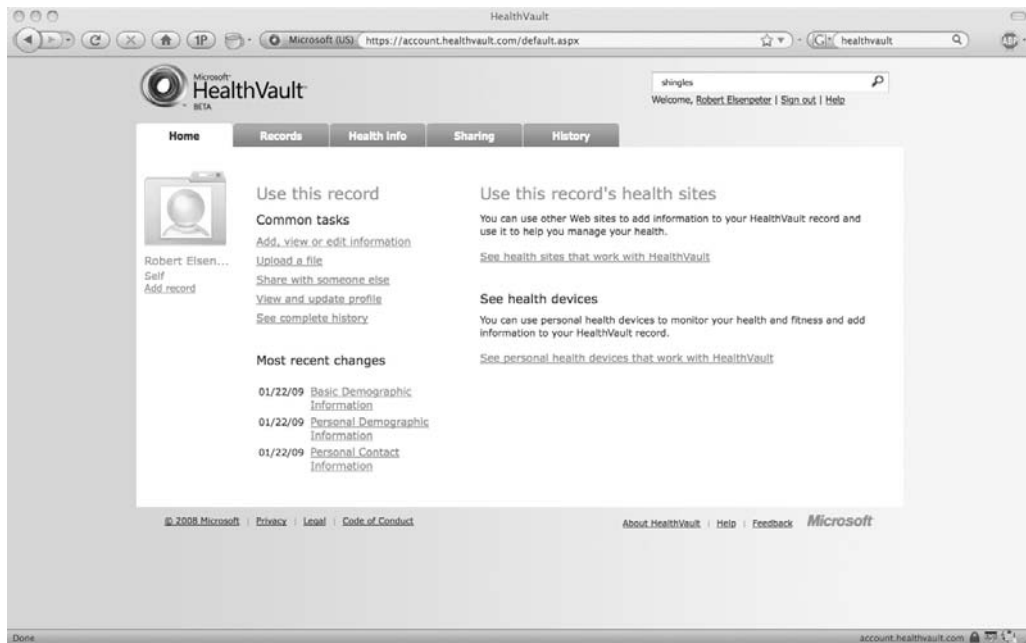 HealthVault
1P
Microsoft (US) https://account.healthvault.com/default.aspx
G healthvault
ABP
Microsoft
HealthVault
BETA
shingles
Welcome, Robert Elsenpeter | Sign out | Help
Home Records Health Info Sharing History
Use this record
Common tasks
Add, view or edit information
Upload a file
Share with someone else
View and update profile
See complete history
Robert Elsen...
Self
Add record
Most recent changes
01/22/09 Basic Demographic
Information
01/22/09 Personal Demographic
Information
01/22/09 Personal Contact
Information
Use this record's health sites
You can use other Web sites to add information to your HealthVault record and
use it to help you manage your health.
See health sites that work with HealthVault
See health devices
You can use personal health devices to monitor your health and fitness and add
information to your HealthVault record.
See personal health devices that work with HealthVault
© 2008 Microsoft | Privacy | Legal | Code of Conduct
About HealthVault | Help | Feedback Microsoft
Done
account.healthvault.com